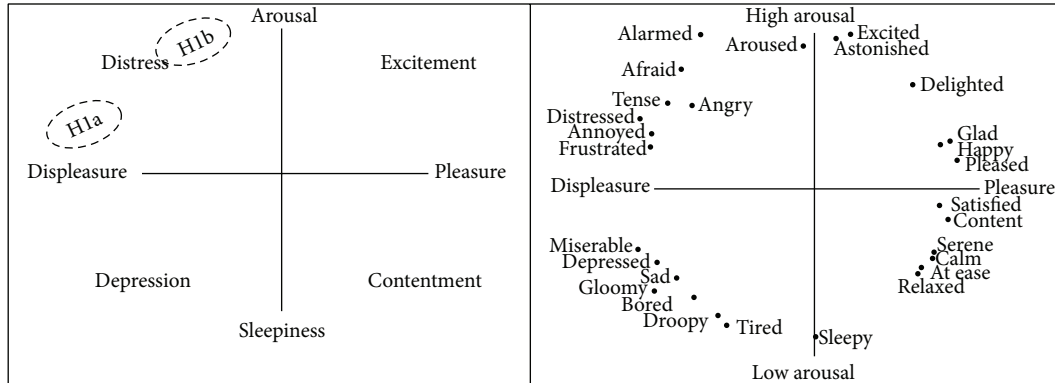 Arousal
H1b
Distress
Excitement
H1a
Displeasure
Pleasure
Depression
Contentment
Sleepiness
High arousal
Alarmed
Excited
Aroused
Astonished
Afraid
Delighted
Tense
Angry
Distressed
Annoyed
Frustrated
Glad
Happy
Pleased
Displeasure
Pleasure
Satisfied
Content
Miserable
Serene
Depressed
Calm
Sad
At ease
Gloomy
Relaxed
Bored
Droopy
Tired
Sleepy
Low arousal